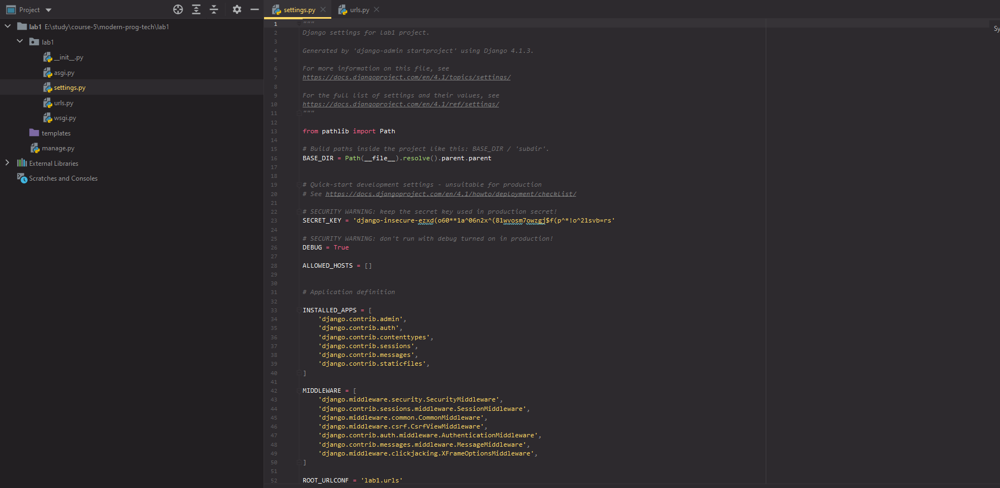 Project
lab1 E:\study\course-5\modern-prog-tech\lab1
lab1
__init__.py
asgi.py
settings.py
urls.py
wsgi.py
templates
manage.py
External Libraries
Scratches and Consoles
settings.py urls.py
1 """
2 Django settings for lab1 project.
3
4 Generated by 'django-admin startproject' using Django 4.1.3.
5
6 For more information on this file, see
7 https://docs.djangoproject.com/en/4.1/topics/settings/
8
9 For the full list of settings and their values, see
10 https://docs.djangoproject.com/en/4.1/ref/settings/
11 """
12
13 from pathlib import Path
14
15 # Build paths inside the project like this: BASE_DIR / 'subdir'.
16 BASE_DIR = Path(__file__).resolve().parent.parent
17
18
19 # Quick-start development settings - unsuitable for production
20 # See https://docs.djangoproject.com/en/4.1/howto/deployment/checklist/
21
22 # SECURITY WARNING: keep the secret key used in production secret!
23 SECRET_KEY = 'django-insecure-ezxd(o60**1a^06n2x^(81wvosm7owzgj$f(p^*!o^21svb=rs'
24
25 # SECURITY WARNING: don't run with debug turned on in production!
26 DEBUG = True
27
28 ALLOWED_HOSTS = []
29
30
31 # Application definition
32
33 INSTALLED_APPS = [
34 'django.contrib.admin',
35 'django.contrib.auth',
36 'django.contrib.contenttypes',
37 'django.contrib.sessions',
38 'django.contrib.messages',
39 'django.contrib.staticfiles',
40 ]
41
42 MIDDLEWARE = [
43 'django.middleware.security.SecurityMiddleware',
44 'django.contrib.sessions.middleware.SessionMiddleware',
45 'django.middleware.common.CommonMiddleware',
46 'django.middleware.csrf.CsrfViewMiddleware',
47 'django.contrib.auth.middleware.AuthenticationMiddleware',
48 'django.contrib.messages.middleware.MessageMiddleware',
49 'django.middleware.clickjacking.XFrameOptionsMiddleware',
50 ]
51
52 ROOT_URLCONF = 'lab1.urls'
Sy